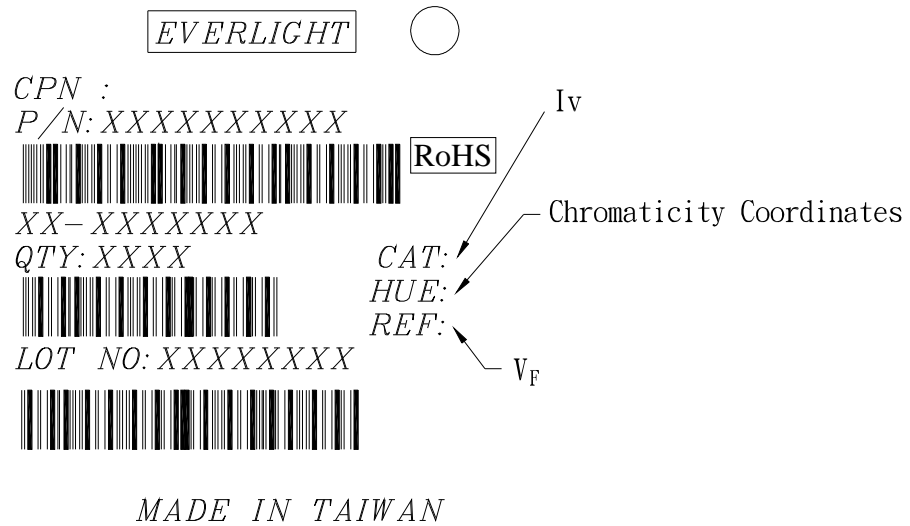 EVERLIGHT
CPN :
P/N: XXXXXXXXXX
RoHS
XX-XXXXXXX
QTY: XXXX
LOT NO: XXXXXXXX
CAT:
HUE:
REF:
Iv
Chromaticity Coordinates
VF
MADE IN TAIWAN